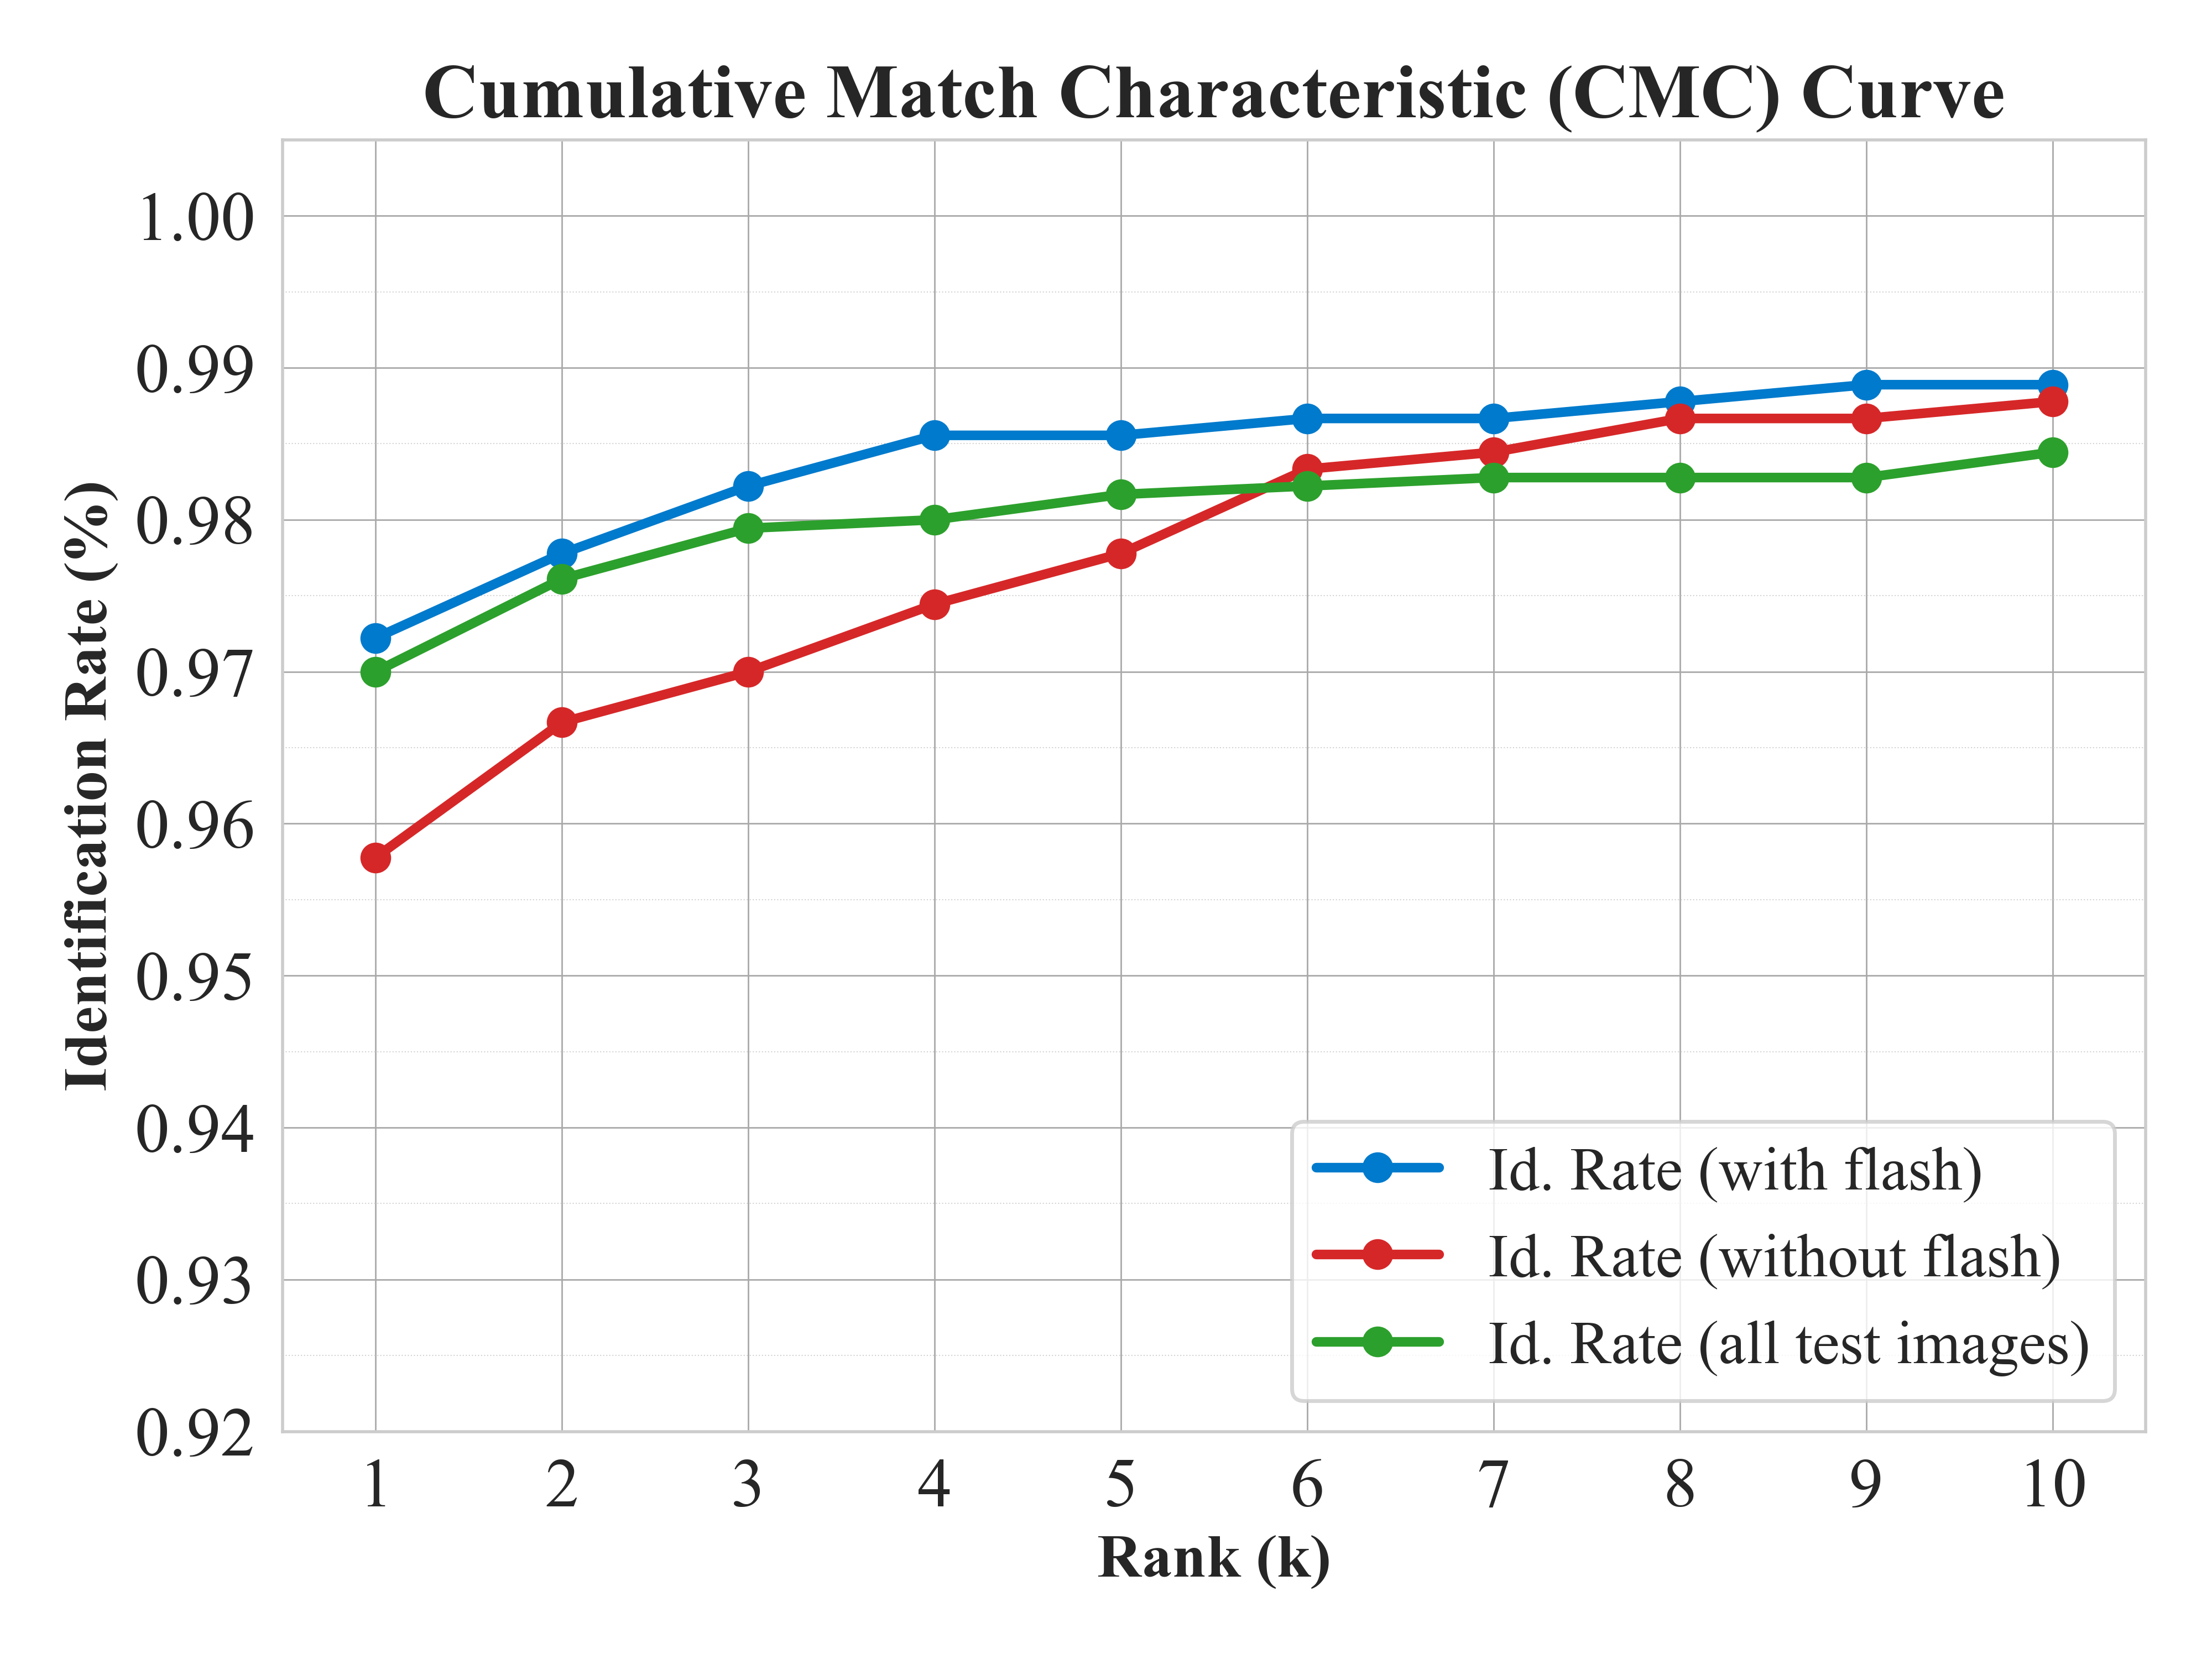 Cumulative Match Characteristic (CMC) Curve
Identification Rate (%)
1.00
0.99
0.98
0.97
0.96
0.95
0.94
0.93
0.92
Id. Rate (with flash)
Id. Rate (without flash)
Id. Rate (all test images)
1 2 3 4 5 6 7 8 9 10
Rank (k)